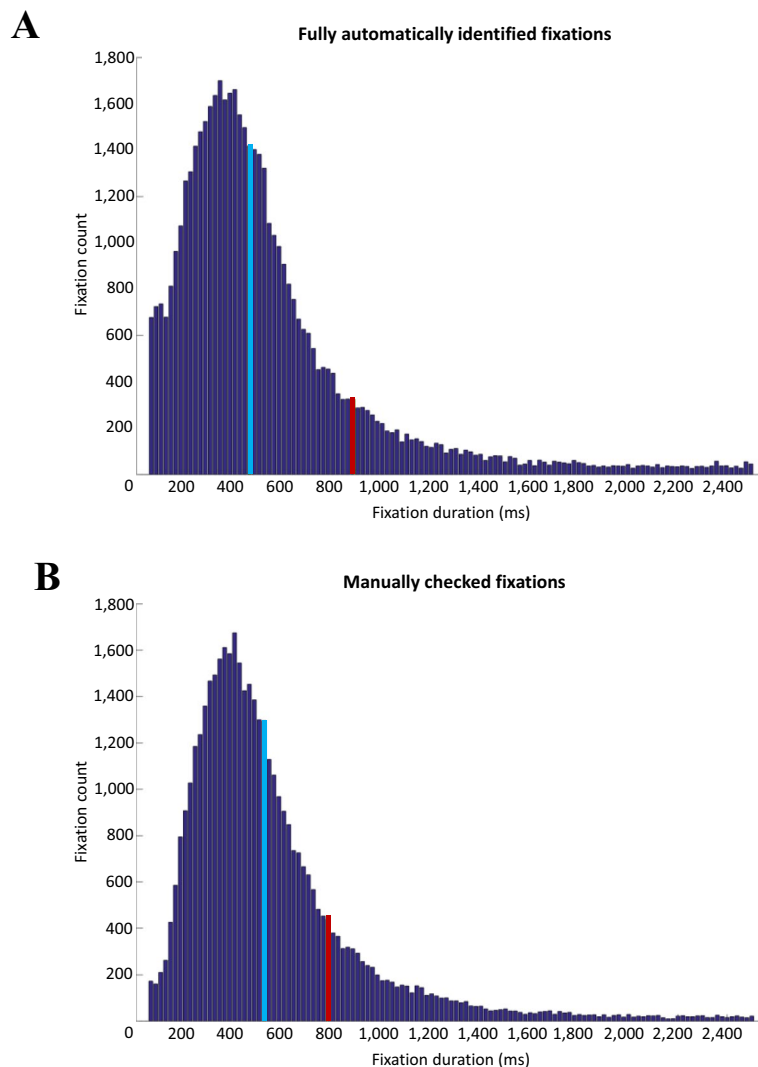 A
Fully automatically identified fixations
1,800
1,600
1,400
1,200
1,000
800
600
400
200
Fixation count
0 200 400 600 800 1,000 1,200 1,400 1,600 1,800 2,000 2,200 2,400
Fixation duration (ms)
B
Manually checked fixations
1,800
1,600
1,400
1,200
1,000
800
600
400
200
Fixation count
0 200 400 600 800 1,000 1,200 1,400 1,600 1,800 2,000 2,200 2,400
Fixation duration (ms)